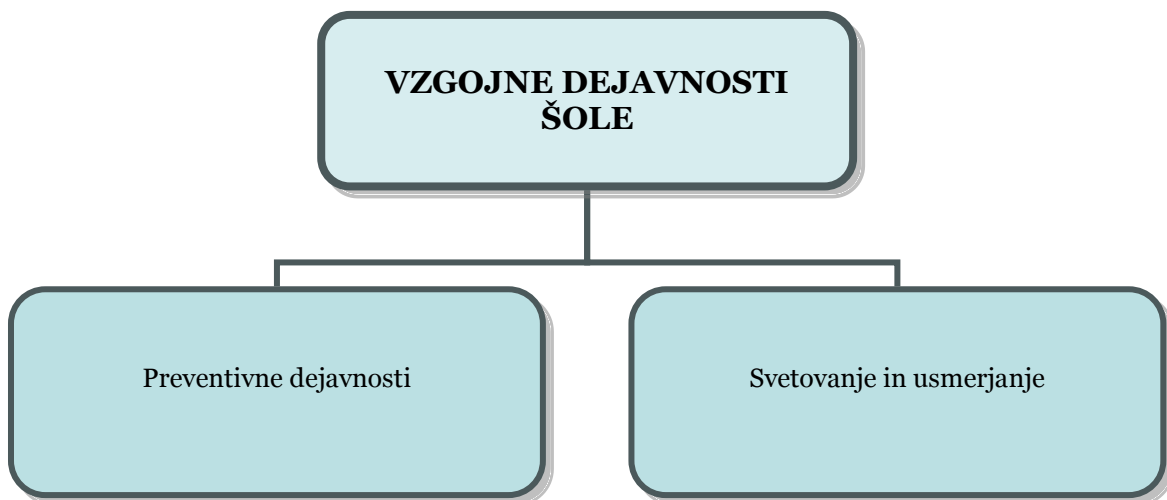 VZGOJNE DEJAVNOSTI
ŠOLE
Preventivne dejavnosti
Svetovanje in usmerjanje